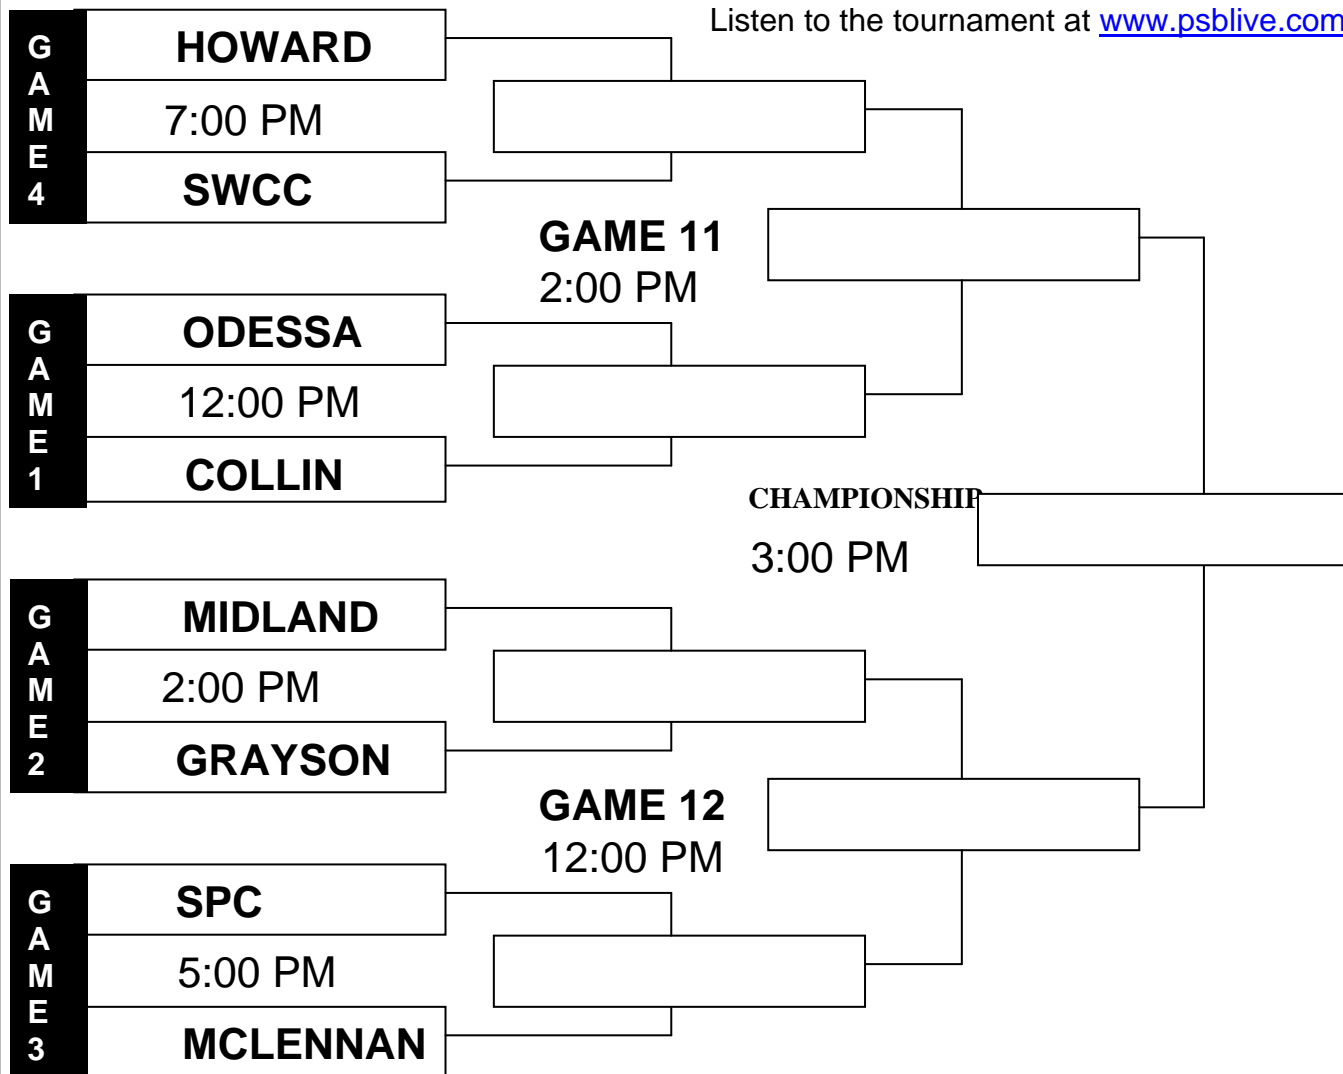 Listen to the tournament at www.psblive.com
GAME 4
HOWARD
7:00 PM
SWCC
GAME 11
2:00 PM
GAME 1
ODESSA
12:00 PM
COLLIN
CHAMPIONSHIP
3:00 PM
GAME 2
MIDLAND
2:00 PM
GRAYSON
GAME 12
12:00 PM
GAME 3
SPC
5:00 PM
MCLENNAN